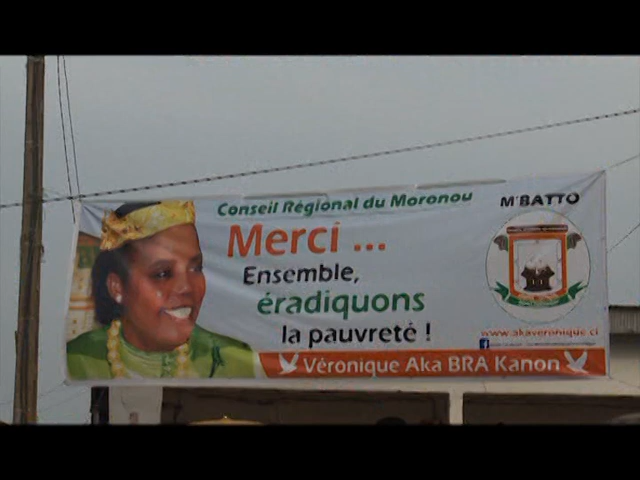 Conseil Régional du Moronou
M'BATTO
Merci ...
Ensemble,
éradiquons
la pauvreté !
www.akaveronique.ci
Véronique Aka BRA Kanon